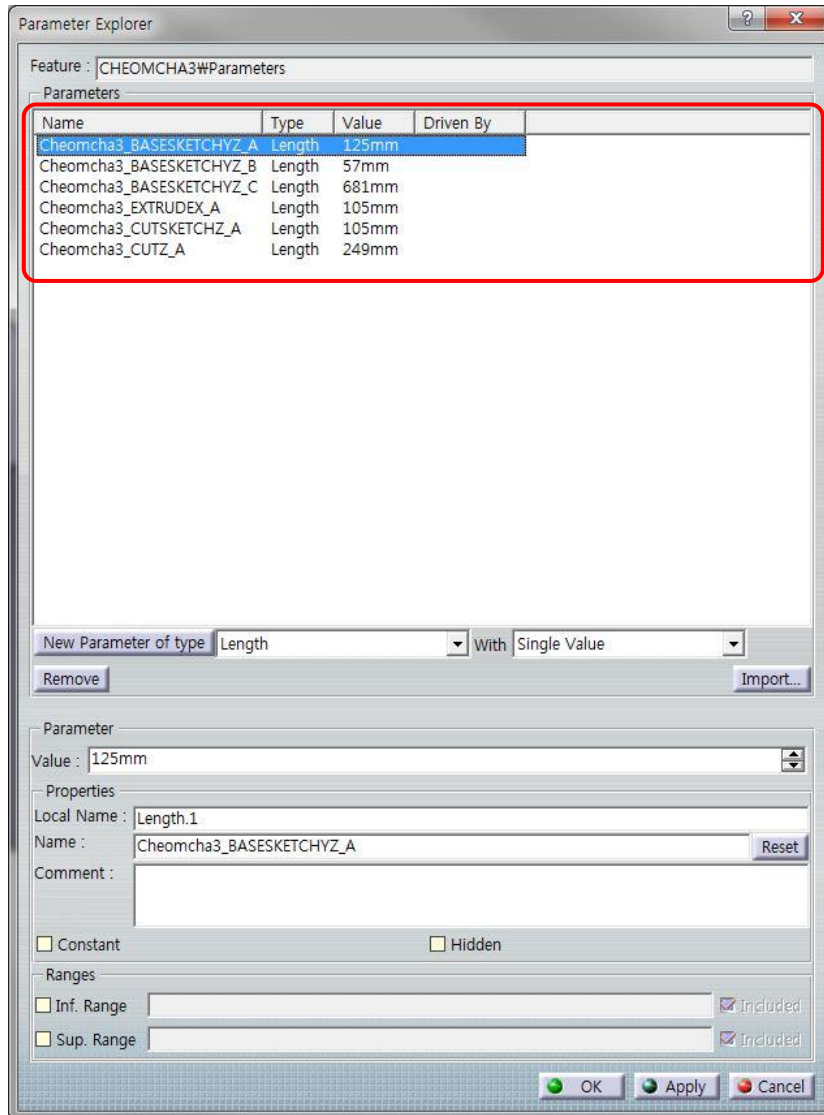 Parameter Explorer
Feature : CHEOMCHA3₩Parameters
Parameters
Name Type Value Driven By
Cheomcha3_BASESKETCHYZ_A Length 125mm
Cheomcha3_BASESKETCHYZ_B Length 57mm
Cheomcha3_BASESKETCHYZ_C Length 681mm
Cheomcha3_EXTRUDEX_A Length 105mm
Cheomcha3_CUTSKETCHZ_A Length 105mm
Cheomcha3_CUTZ_A Length 249mm
New Parameter of type Length With Single Value
Remove Import...
Parameter
Value : 125mm
Properties
Local Name : Length.1
Name : Cheomcha3_BASESKETCHYZ_A Reset
Comment :
Constant Hidden
Ranges
Inf. Range Included
Sup. Range Included
OK Apply Cancel